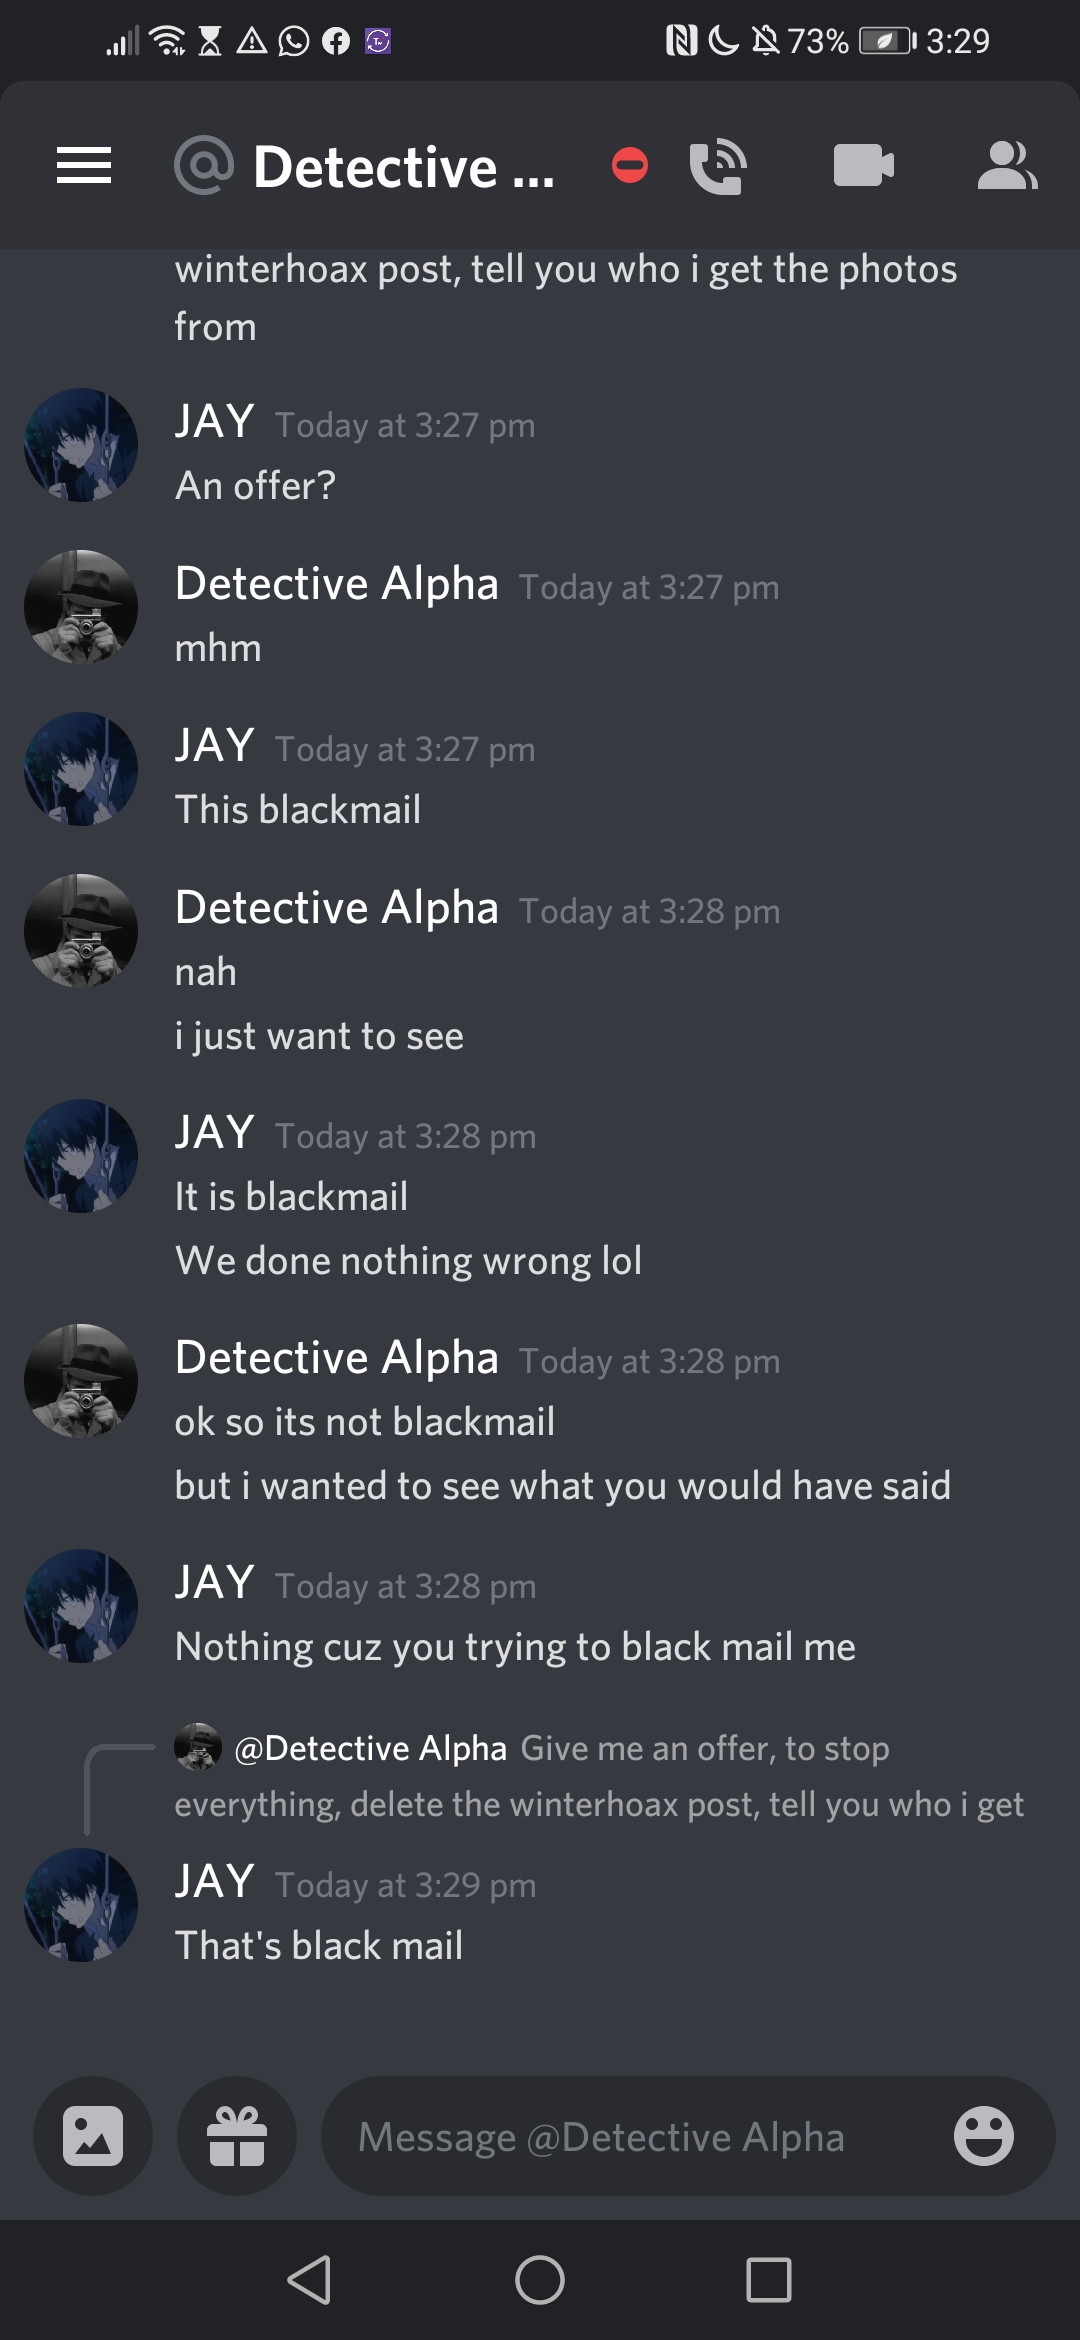 73% 3:29
@ Detective ...
winterhoax post, tell you who i get the photos
from
JAY Today at 3:27 pm
An offer?
Detective Alpha Today at 3:27 pm
mhm
JAY Today at 3:27 pm
This blackmail
Detective Alpha Today at 3:28 pm
nah
i just want to see
JAY Today at 3:28 pm
It is blackmail
We done nothing wrong lol
Detective Alpha Today at 3:28 pm
ok so its not blackmail
but i wanted to see what you would have said
JAY Today at 3:28 pm
Nothing cuz you trying to black mail me
@Detective Alpha Give me an offer, to stop
everything, delete the winterhoax post, tell you who i get
JAY Today at 3:29 pm
That's black mail
Message @Detective Alpha